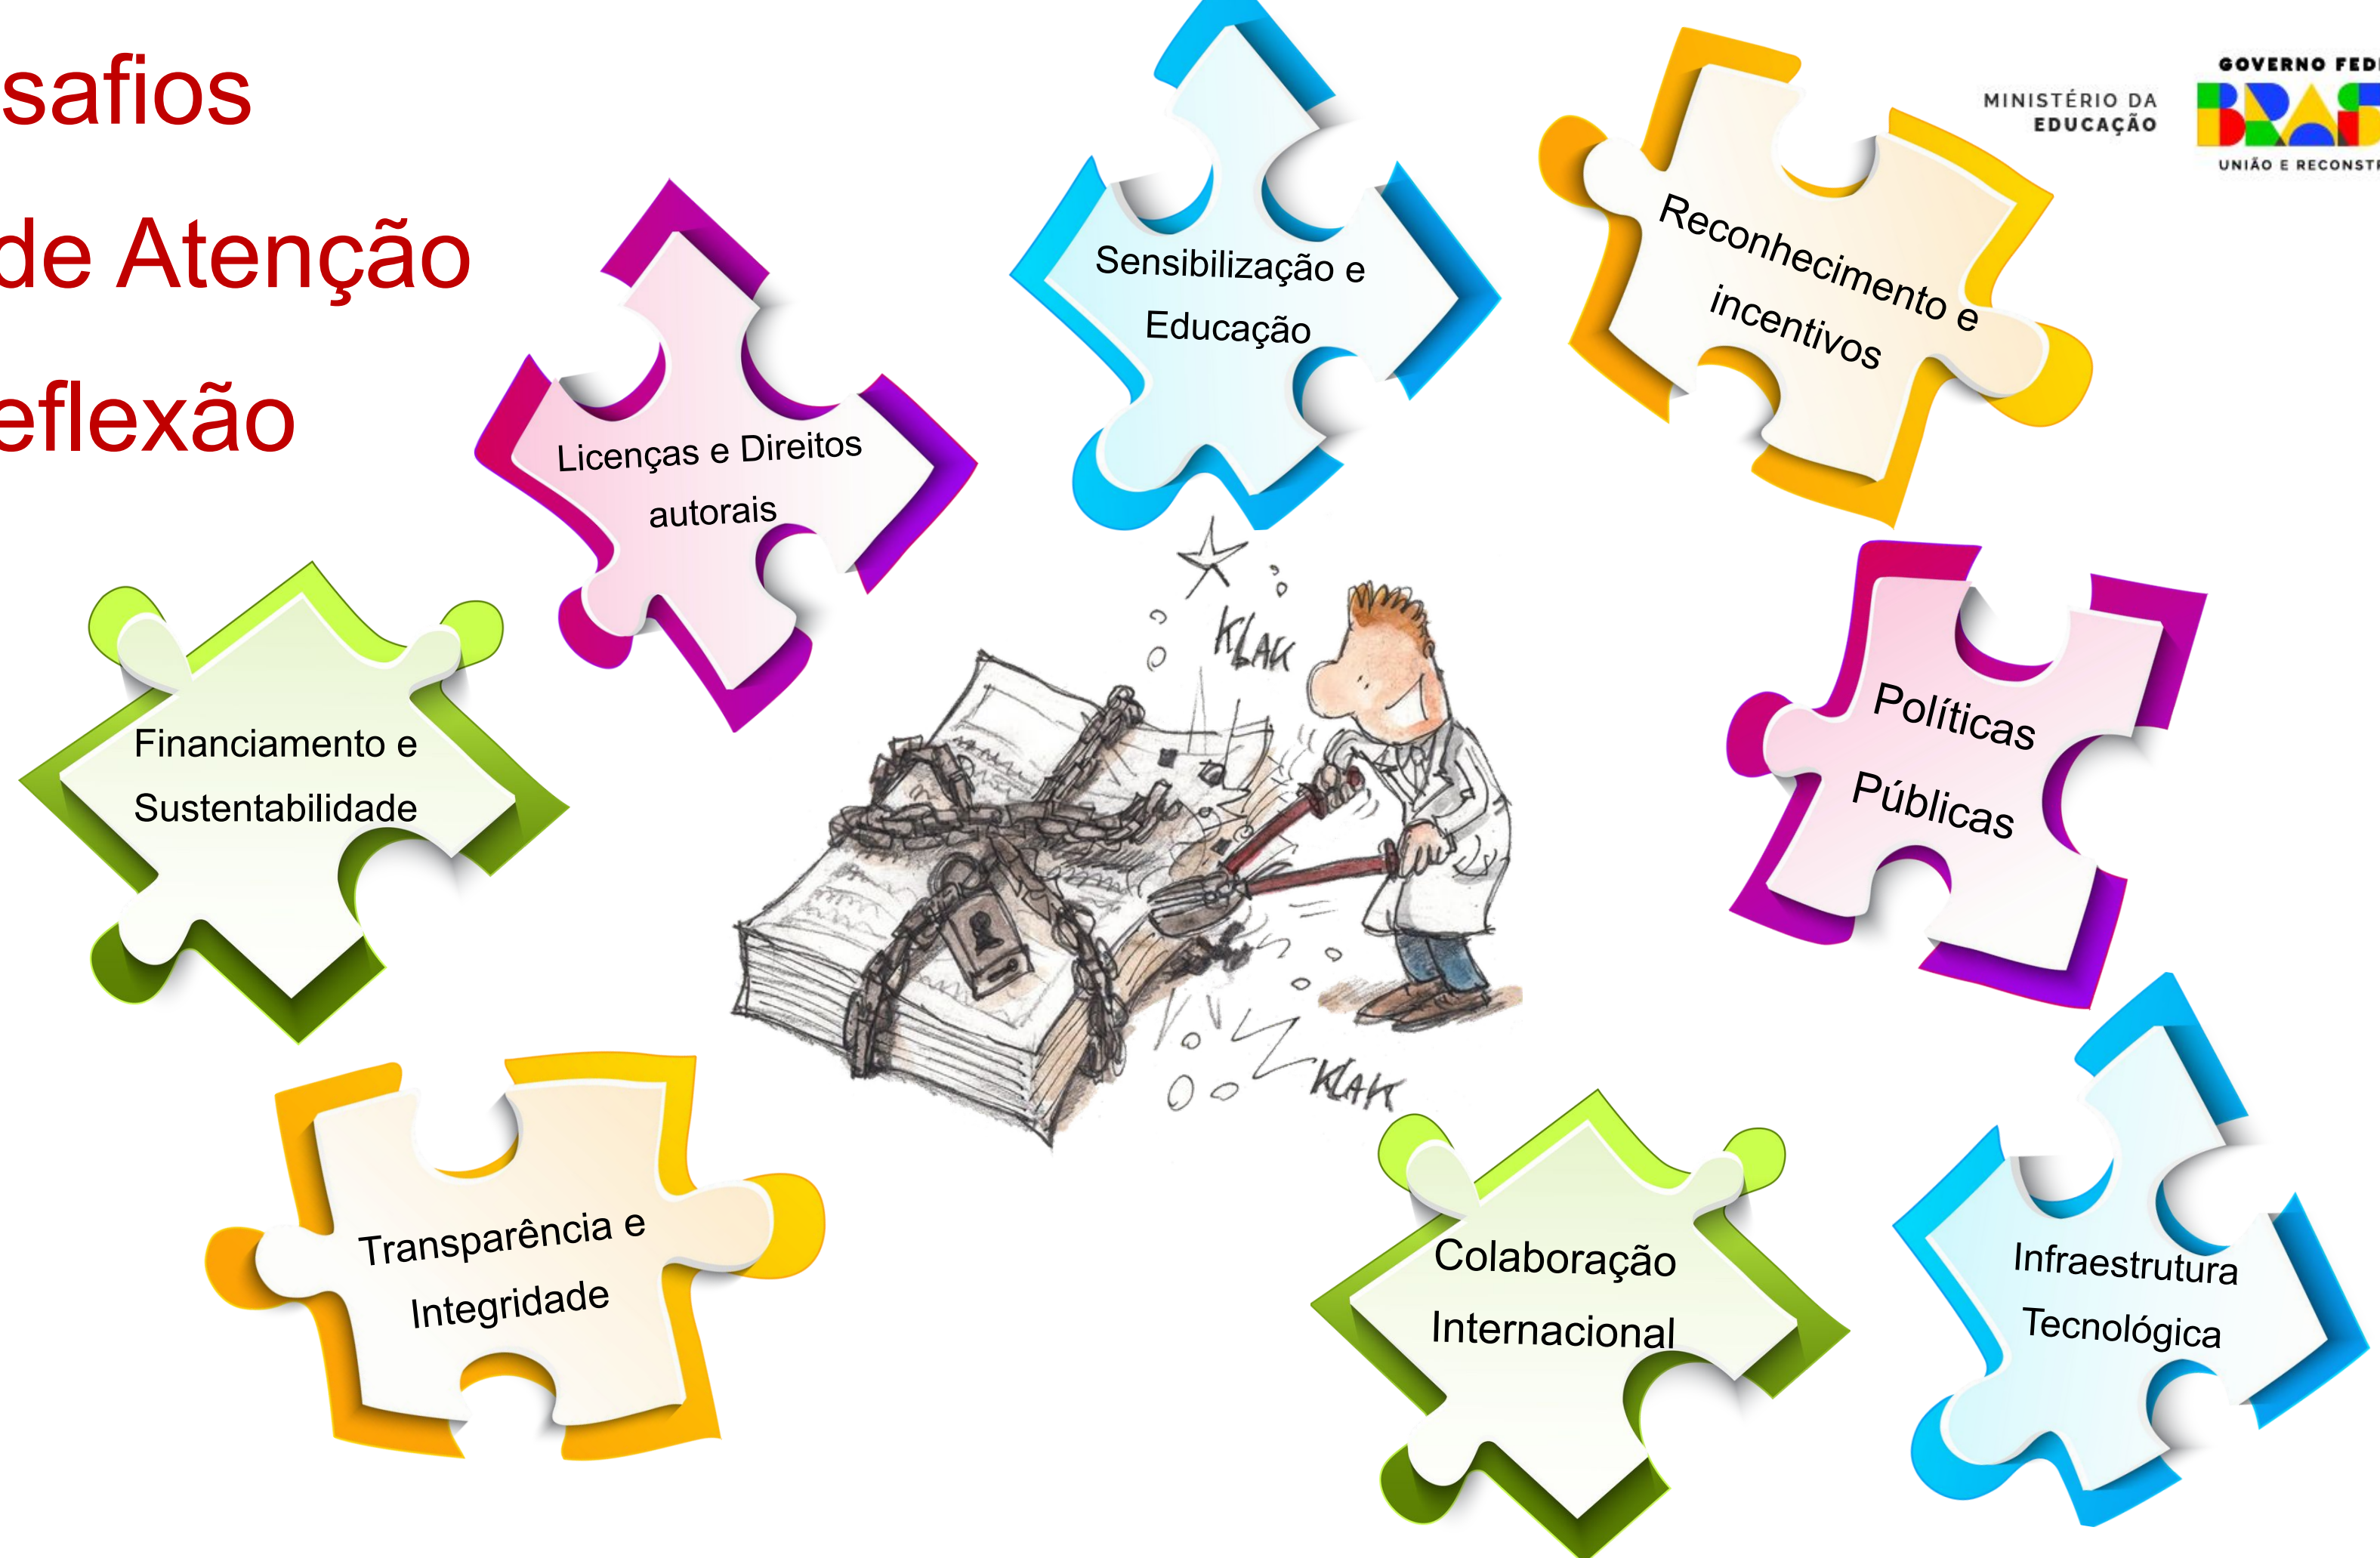 safios
de Atenção
eflexão
MINISTÉRIO DA
EDUCAÇÃO
GOVERNO FED
BRAS
UNIÃO E RECONST
Sensibilização e
Educação
Reconhecimento e
incentivos
Licenças e Direitos
autorais
Políticas
Públicas
Financiamento e
Sustentabilidade
KLAK
KLAK
Transparência e
Integridade
Colaboração
Internacional
Infraestrutura
Tecnológica